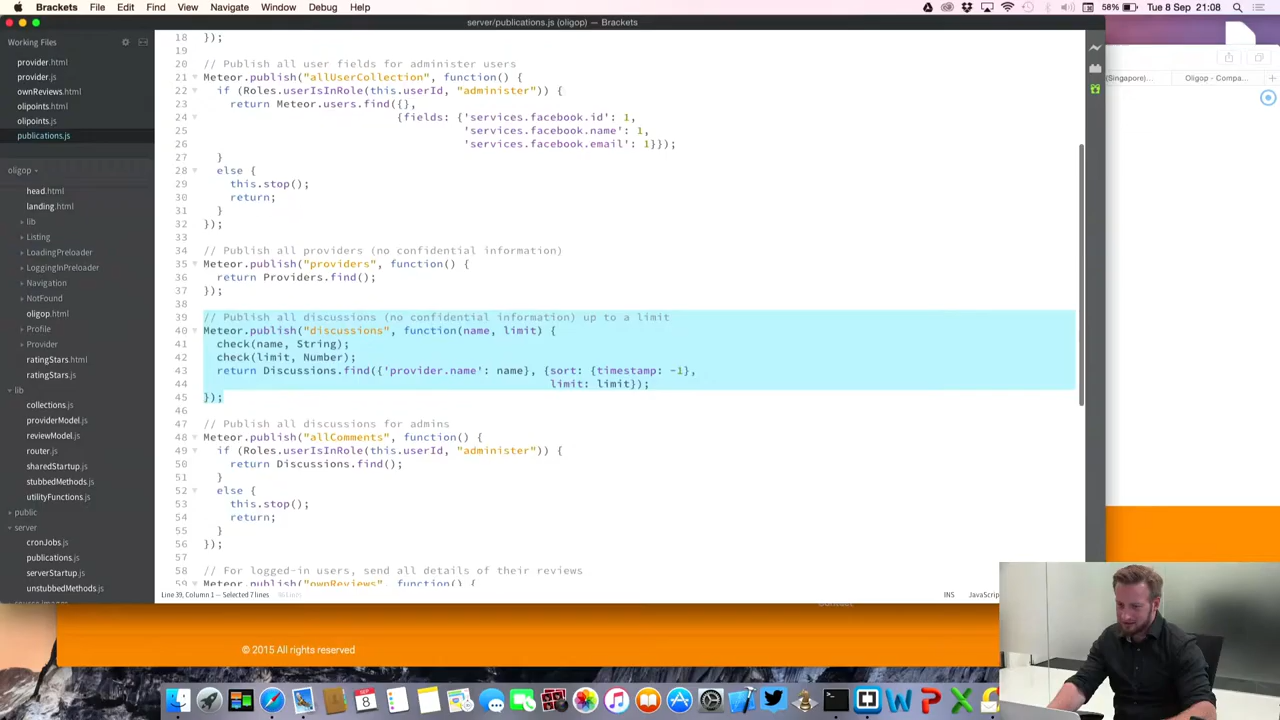 Brackets File Edit Find View Navigate Window Debug Help
58% Tue 8 Sep 21:08
server/publications.js (oligop) — Brackets
Working Files
provider.html
provider.js
ownReviews.html
olipoints.html
olipoints.js
publications.js
oligop
head.html
landing.html
lib
Listing
LoadingPreloader
LoggingInPreloader
Navigation
NotFound
oligop.html
Profile
Provider
ratingStars.html
ratingStars.js
lib
collections.js
providerModel.js
reviewModel.js
router.js
sharedStartup.js
stubbedMethods.js
utilityFunctions.js
public
server
cronJobs.js
publications.js
serverStartup.js
unstubbedMethods.js
18 });
19
20 // Publish all user fields for administer users
21 Meteor.publish("allUserCollection", function() {
22 if (Roles.userIsInRole(this.userId, "administer")) {
23 return Meteor.users.find({},
24 {fields: {'services.facebook.id': 1,
25 'services.facebook.name': 1,
26 'services.facebook.email': 1}});
27 }
28 else {
29 this.stop();
30 return;
31 }
32 });
33
34 // Publish all providers (no confidential information)
35 Meteor.publish("providers", function() {
36 return Providers.find();
37 });
38
39 // Publish all discussions (no confidential information) up to a limit
40 Meteor.publish("discussions", function(name, limit) {
41 check(name, String);
42 check(limit, Number);
43 return Discussions.find({'provider.name': name}, {sort: {timestamp: -1},
44 limit: limit});
45 });
46
47 // Publish all discussions for admins
48 Meteor.publish("allComments", function() {
49 if (Roles.userIsInRole(this.userId, "administer")) {
50 return Discussions.find();
51 }
52 else {
53 this.stop();
54 return;
55 }
56 });
57
58 // For logged-in users, send all details of their reviews
59 Meteor.publish("ownReviews", function() {
Line 39, Column 1 — Selected 7 lines
INS JavaScript
(Singapore)... Oligop - Compa...
Contact
© 2015 All rights reserved